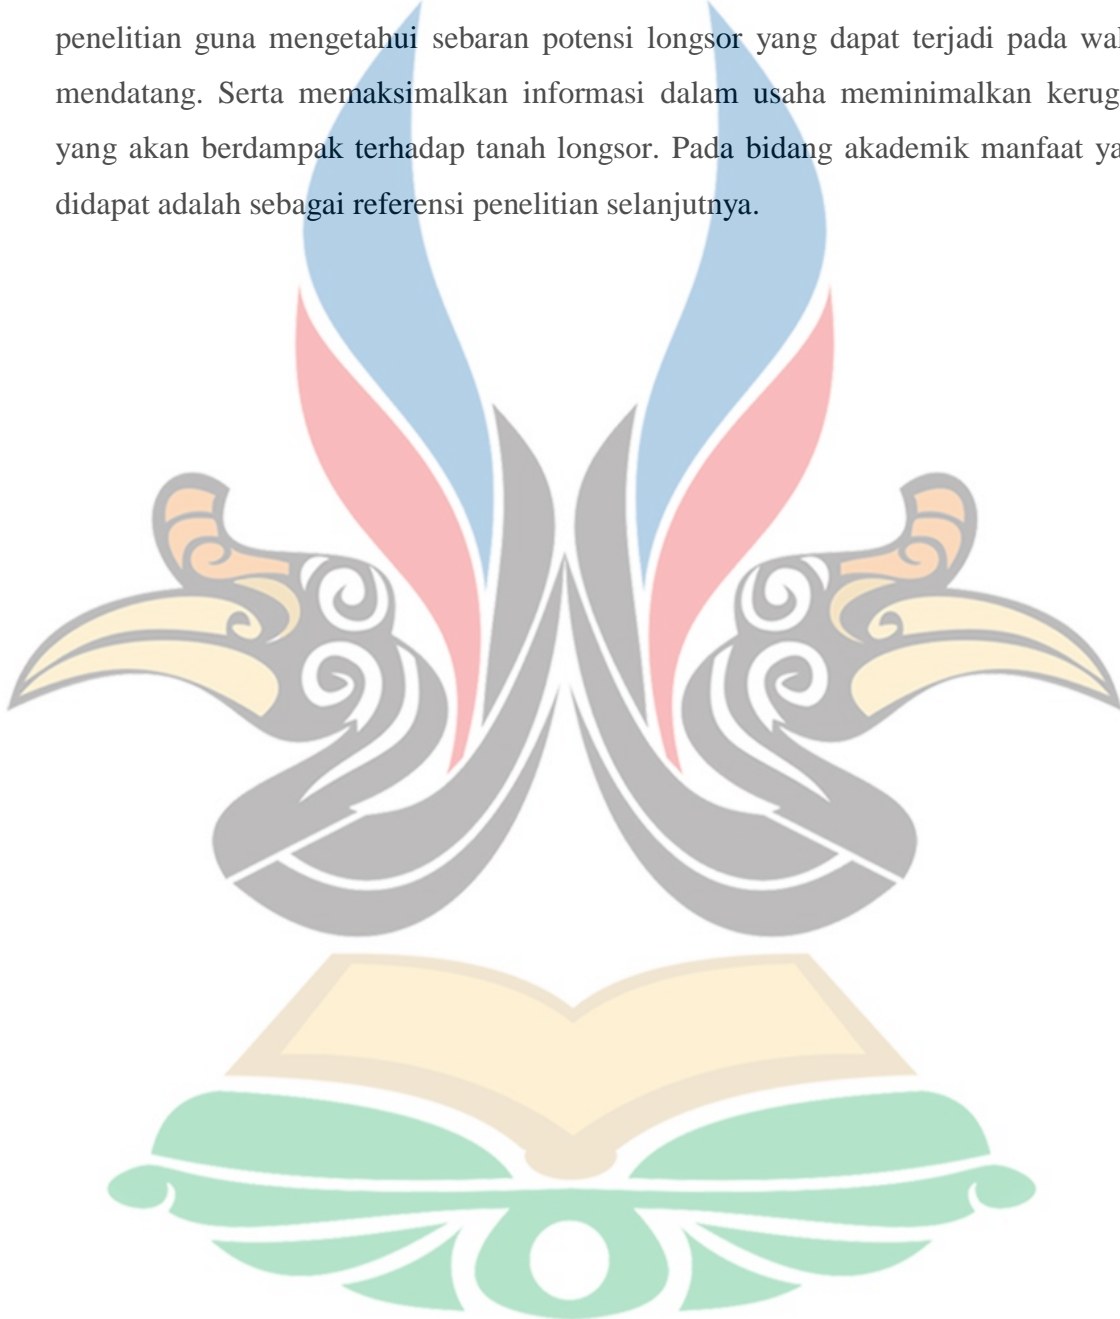 penelitian guna mengetahui sebaran potensi longsor yang dapat terjadi pada
mendatang. Serta memaksimalkan informasi dalam usaha meminimalkan
yang akan berdampak terhadap tanah longsor. Pada bidang akademik manfaat
didapat adalah sebagai referensi penelitian selanjutnya.